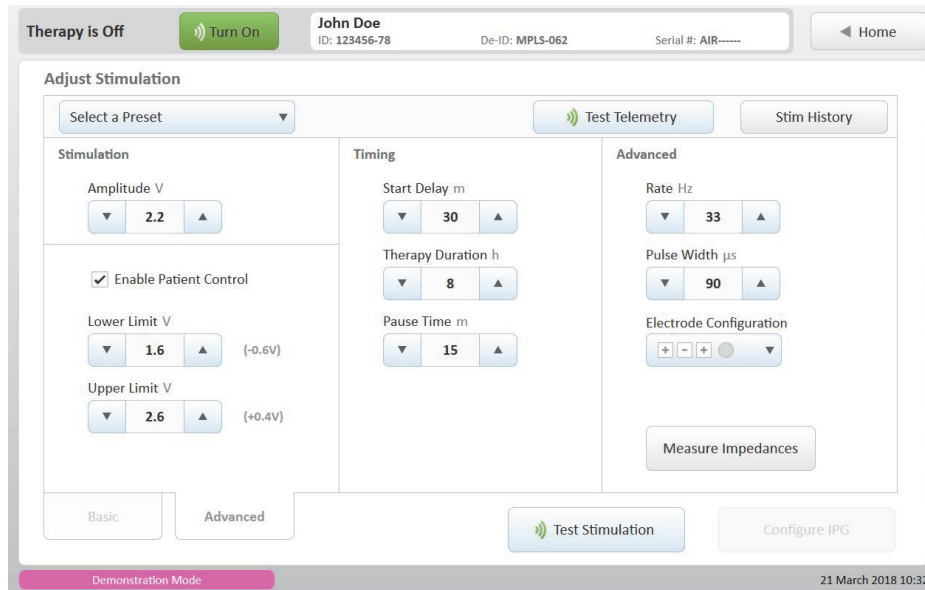 Therapy is Off
Turn On
John Doe
ID: 123456-78 De-ID: MPLS-062 Serial #: AIR------
Home
Adjust Stimulation
Select a Preset
Test Telemetry
Stim History
Stimulation
Amplitude V
2.2
Enable Patient Control
Lower Limit V
1.6 (-0.6V)
Upper Limit V
2.6 (+0.4V)
Timing
Start Delay m
30
Therapy Duration h
8
Pause Time m
15
Advanced
Rate Hz
33
Pulse Width µs
90
Electrode Configuration
+ - +
Measure Impedances
Basic
Advanced
Test Stimulation
Configure IPG
Demonstration Mode
21 March 2018 10:32